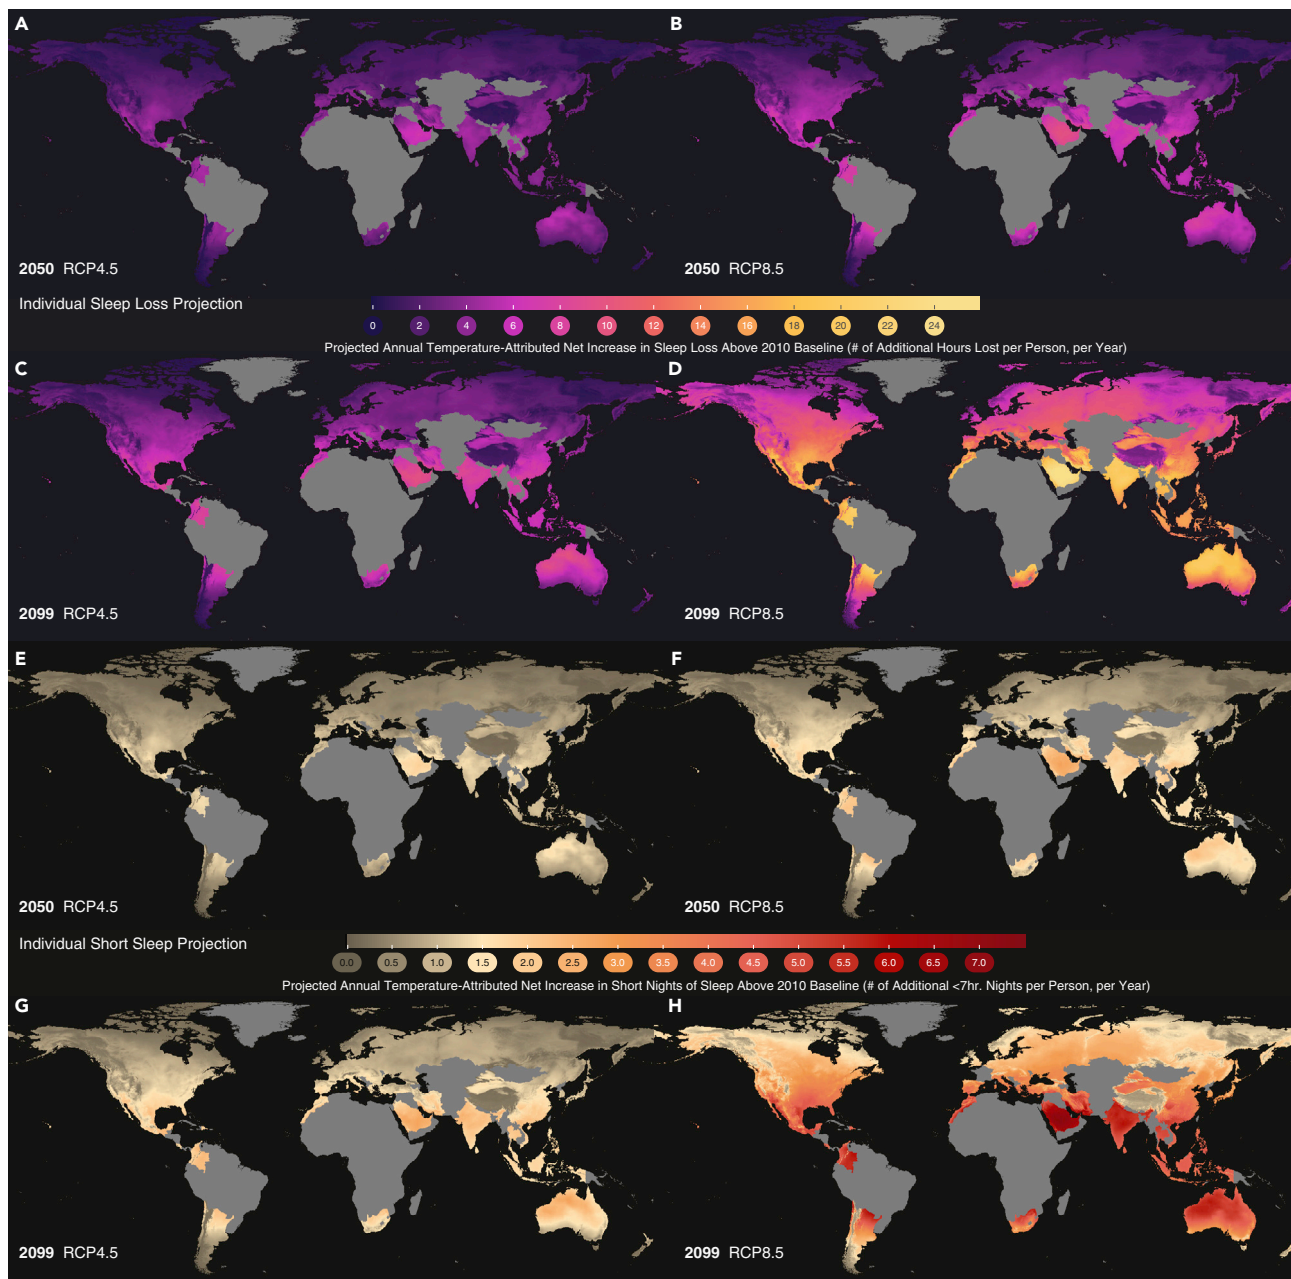 A
B
2050 RCP4.5
2050 RCP8.5
Individual Sleep Loss Projection
0 2 4 6 8 10 12 14 16 18 20 22 24
Projected Annual Temperature-Attributed Net Increase in Sleep Loss Above 2010 Baseline (# of Additional Hours Lost per Person, per Year)
C
D
2099 RCP4.5
2099 RCP8.5
E
F
2050 RCP4.5
2050 RCP8.5
Individual Short Sleep Projection
0.0 0.5 1.0 1.5 2.0 2.5 3.0 3.5 4.0 4.5 5.0 5.5 6.0 6.5 7.0
Projected Annual Temperature-Attributed Net Increase in Short Nights of Sleep Above 2010 Baseline (# of Additional <7hr. Nights per Person, per Year)
G
H
2099 RCP4.5
2099 RCP8.5